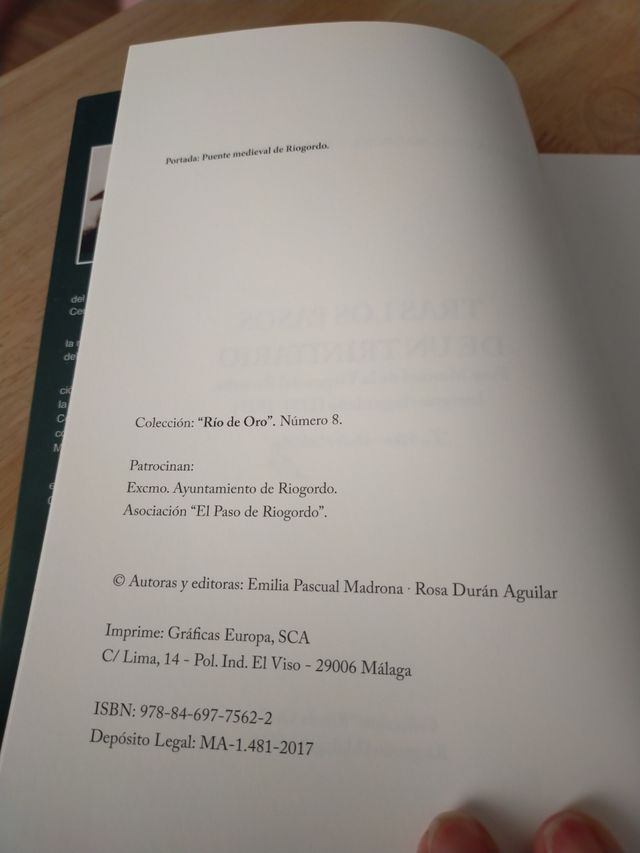 Portada: Puente medieval de Riogordo.
Colección: “Río de Oro”. Número 8.
Patrocinan:
Excmo. Ayuntamiento de Riogordo.
Asociación “El Paso de Riogordo”.
© Autoras y editoras: Emilia Pascual Madrona · Rosa Durán Aguilar
Imprime: Gráficas Europa, SCA
C/ Lima, 14 - Pol. Ind. El Viso - 29006 Málaga
ISBN: 978-84-697-7562-2
Depósito Legal: MA-1.481-2017